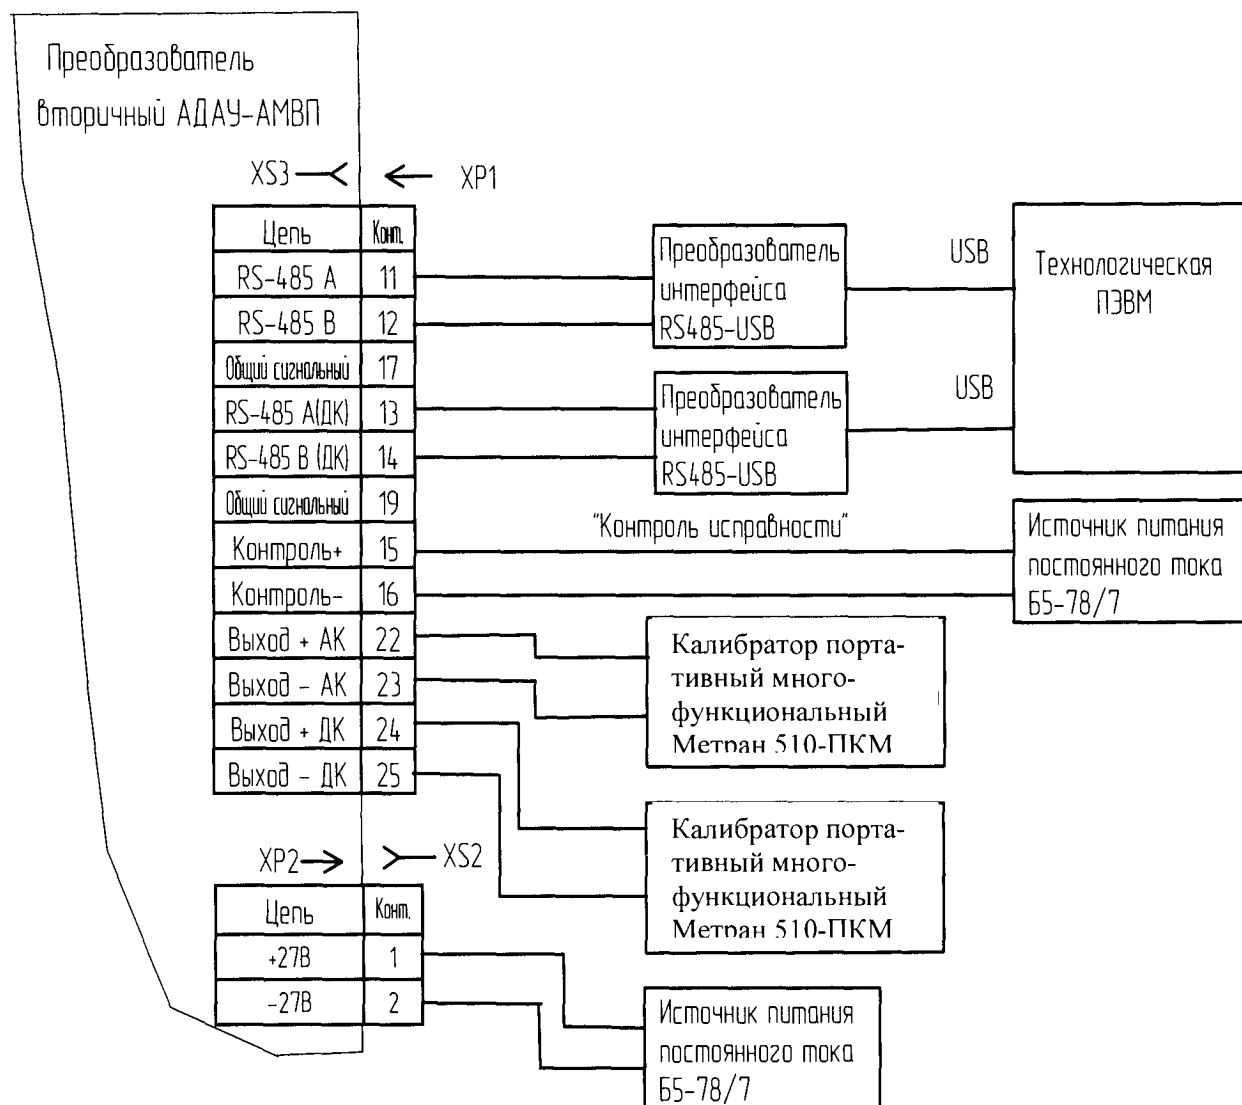 Преобразователь
вторичный АДАУ-АМВП
XS3
XP1
Цепь Конт.
RS-485 A 11
RS-485 B 12
Общий сигнальный 17
RS-485 A(ДК) 13
RS-485 B (ДК) 14
Общий сигнальный 19
Контроль+ 15
Контроль- 16
Выход + АК 22
Выход - АК 23
Выход + ДК 24
Выход - ДК 25
Преобразователь
интерфейса
RS485-USB
USB
Технологическая
ПЭВМ
Преобразователь
интерфейса
RS485-USB
USB
"Контроль исправности"
Источник питания
постоянного тока
Б5-78/7
Калибратор порта-
тивный много-
функциональный
Метран 510-ПКМ
Калибратор порта-
тивный много-
функциональный
Метран 510-ПКМ
XP2
XS2
Цепь Конт.
+27В 1
-27В 2
Источник питания
постоянного тока
Б5-78/7